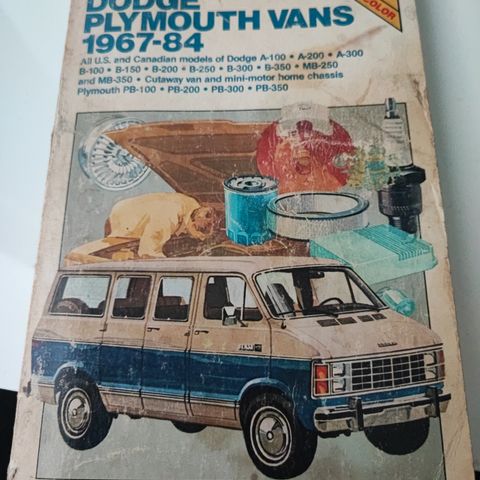 DODGE
PLYMOUTH VANS
1967-84
COLOR
All U.S. and Canadian models of Dodge A-100 • A-200 • A-300
B-100 • B-150 • B-200 • B-250 • B-300 • B-350 • MB-250
and MB-350 • Cutaway van and mini-motor home chassis
Plymouth PB-100 • PB-200 • PB-300 • PB-350